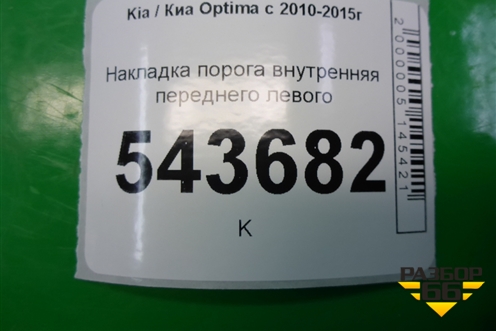 Kia / Киа Optima с 2010-2015г
Накладка порога внутренняя
переднего левого
543682
К
2000005145421
РАЗБОР
66